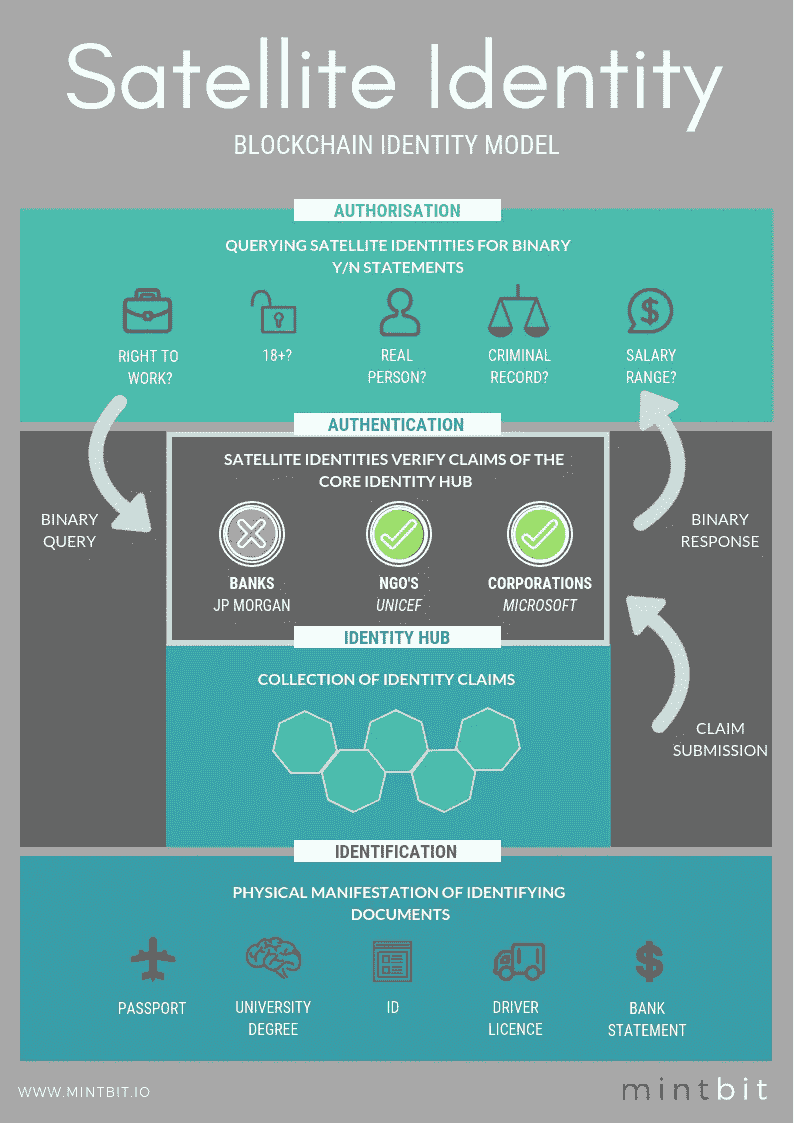 Satellite Identity
BLOCKCHAIN IDENTITY MODEL
AUTHORISATION
QUERYING SATELLITE IDENTITIES FOR BINARY
Y/N STATEMENTS
RIGHT TO
WORK?
18+?
REAL
PERSON?
CRIMINAL
RECORD?
SALARY
RANGE?
AUTHENTICATION
SATELLITE IDENTITIES VERIFY CLAIMS OF THE
CORE IDENTITY HUB
BINARY
QUERY
BANKS
JP MORGAN
NGO'S
UNICEF
CORPORATIONS
MICROSOFT
BINARY
RESPONSE
IDENTITY HUB
COLLECTION OF IDENTITY CLAIMS
CLAIM
SUBMISSION
IDENTIFICATION
PHYSICAL MANIFESTATION OF IDENTIFYING
DOCUMENTS
PASSPORT
UNIVERSITY
DEGREE
ID
DRIVER
LICENCE
BANK
STATEMENT
WWW.MINTBIT.IO
mintbit